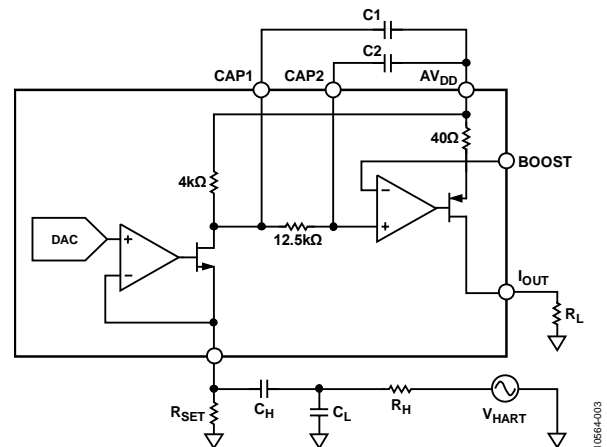 C1
C2
CAP1
CAP2
AVDD
40Ω
BOOST
4kΩ
DAC
+
−
12.5kΩ
−
+
IOUT
RL
RSET
CH
CL
RH
VHART
10564-003